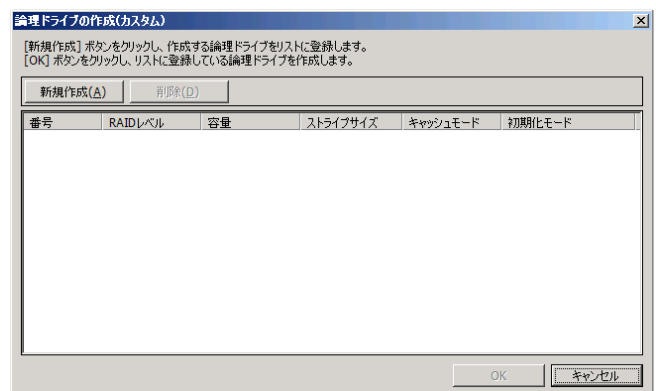 論理ドライブの作成(カスタム)
[新規作成] ボタンをクリックし、作成する論理ドライブをリストに登録します。
[OK] ボタンをクリックし、リストに登録している論理ドライブを作成します。
新規作成(A) 削除(D)
番号 RAIDレベル 容量 ストライプサイズ キャッシュモード 初期化モード
OK キャンセル